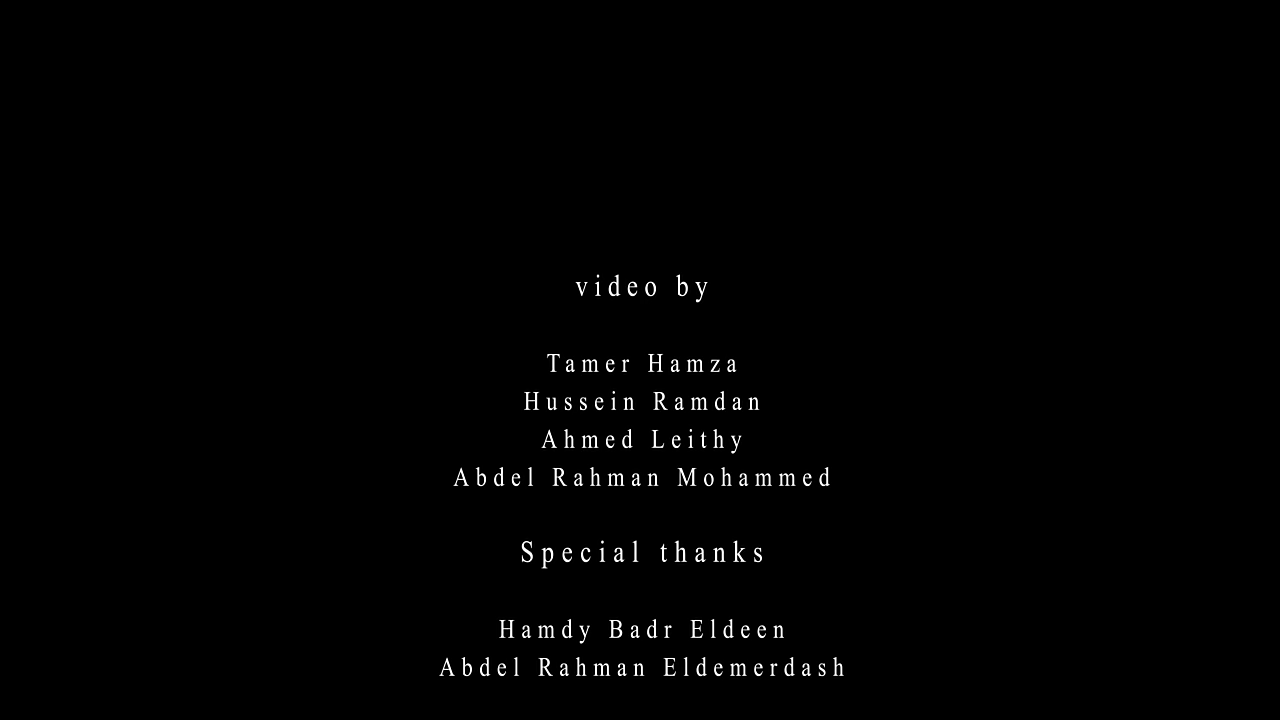 video by
Tamer Hamza
Hussein Ramdan
Ahmed Leithy
Abdel Rahman Mohammed
Special thanks
Hamdy Badr Eldeen
Abdel Rahman Eldemerdash